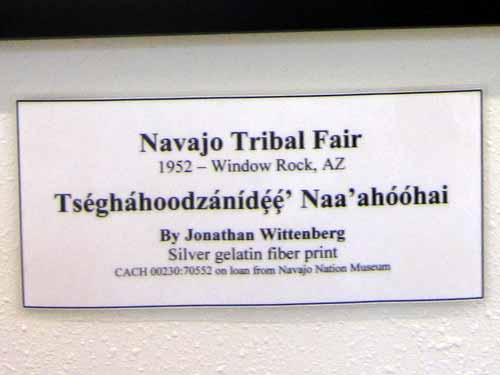 Navajo Tribal Fair
1952 – Window Rock, AZ
Tségháhoodzánídę́ę́’ Naa’ahóóhai
By Jonathan Wittenberg
Silver gelatin fiber print
CACH 00230:70552 on loan from Navajo Nation Museum